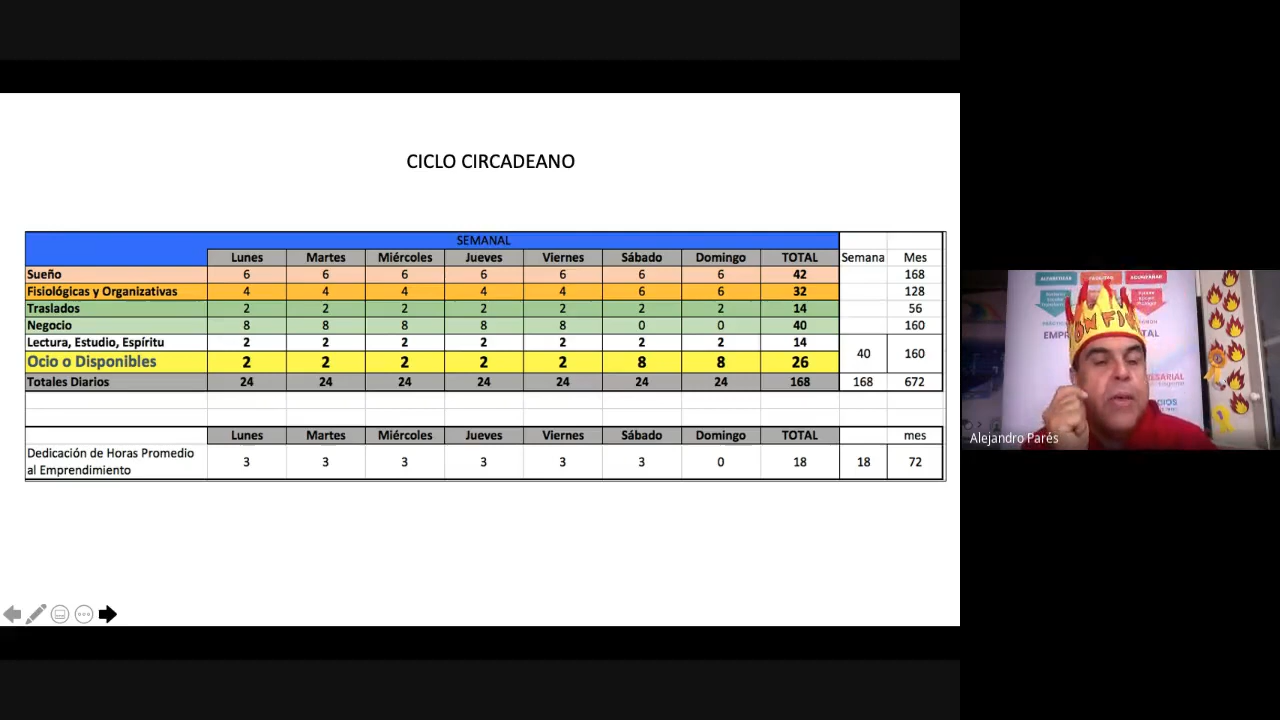 CICLO CIRCADEANO
SEMANAL
Lunes Martes Miércoles Jueves Viernes Sábado Domingo TOTAL Semana Mes
Sueño 6 6 6 6 6 6 6 42 168
Fisiológicas y Organizativas 4 4 4 4 4 6 6 32 128
Traslados 2 2 2 2 2 2 2 14 56
Negocio 8 8 8 8 8 0 0 40 160
Lectura, Estudio, Espíritu 2 2 2 2 2 2 2 14
Ocio o Disponibles 2 2 2 2 2 8 8 26 40 160
Totales Diarios 24 24 24 24 24 24 24 168 168 672
Lunes Martes Miércoles Jueves Viernes Sábado Domingo TOTAL mes
Dedicación de Horas Promedio
al Emprendimiento 3 3 3 3 3 3 0 18 18 72
Alejandro Parés